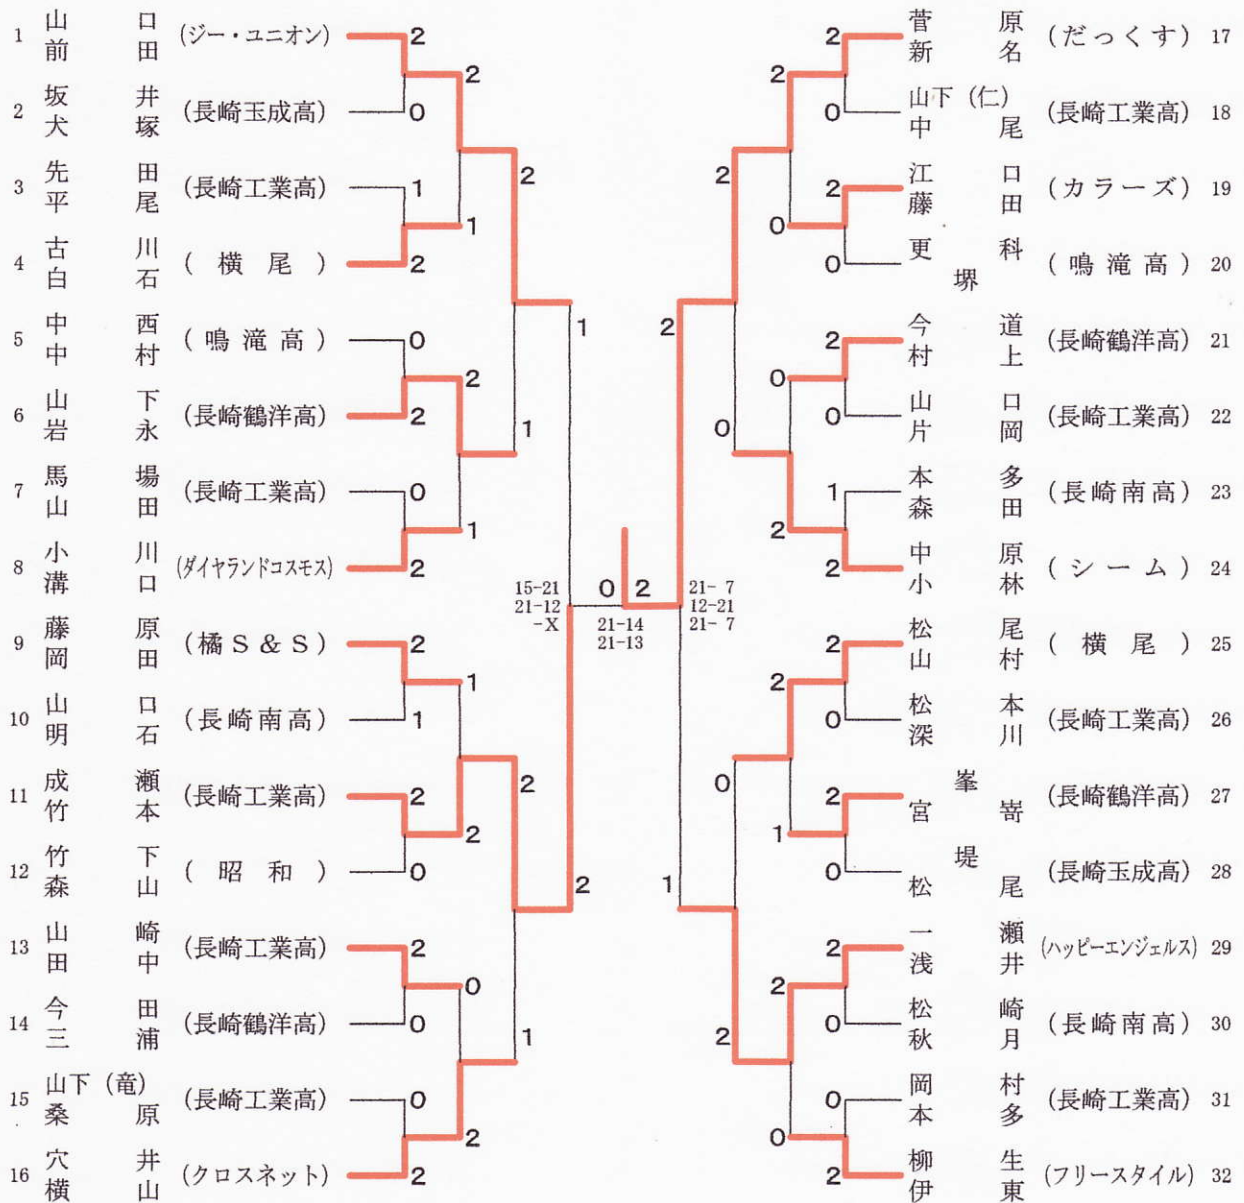 1 山口 前田 (ジー・ユニオン) 2
2 坂井 犬塚 (長崎玉成高) 0
2
3 先田 平尾 (長崎工業高) 1
4 古川 白石 (横尾) 2
1
2
5 中西 中村 (鳴滝高) 0
6 山下 岩永 (長崎鶴洋高) 2
2
7 馬場 山田 (長崎工業高) 0
8 小川 溝口 (ダイヤランドコスモス) 2
1
1
1
9 藤原 岡田 (橘S&S) 2
10 山口 明石 (長崎南高) 1
1
11 成瀬 竹本 (長崎工業高) 2
12 竹下 森山 (昭和) 0
2
2
13 山崎 田中 (長崎工業高) 2
14 今田 三浦 (長崎鶴洋高) 0
0
15 山下(竜) 桑原 (長崎工業高) 0
16 穴井 横山 (クロスネット) 2
2
1
2
15-21
21-12
-X
0 2
21-14
21-13
21- 7
12-21
21- 7
2 菅原 新名 (だっくす) 17
0 山下(仁) 中尾 (長崎工業高) 18
2
2 江口 藤田 (カラーズ) 19
0 更科 堺 (鳴滝高) 20
0
2
2 今道 村上 (長崎鶴洋高) 21
0 山口 片岡 (長崎工業高) 22
0
1 本多 森田 (長崎南高) 23
2 中原 小林 (シーム) 24
2
0
2
2 松尾 山村 (横尾) 25
0 松本 深川 (長崎工業高) 26
2
2 峯 宮嵜 (長崎鶴洋高) 27
0 堤 松尾 (長崎玉成高) 28
1
0
2 一瀬 浅井 (ハッピーエンジェルス) 29
0 松崎 秋月 (長崎南高) 30
2
0 岡村 本多 (長崎工業高) 31
2 柳生 伊東 (フリースタイル) 32
0
2
1